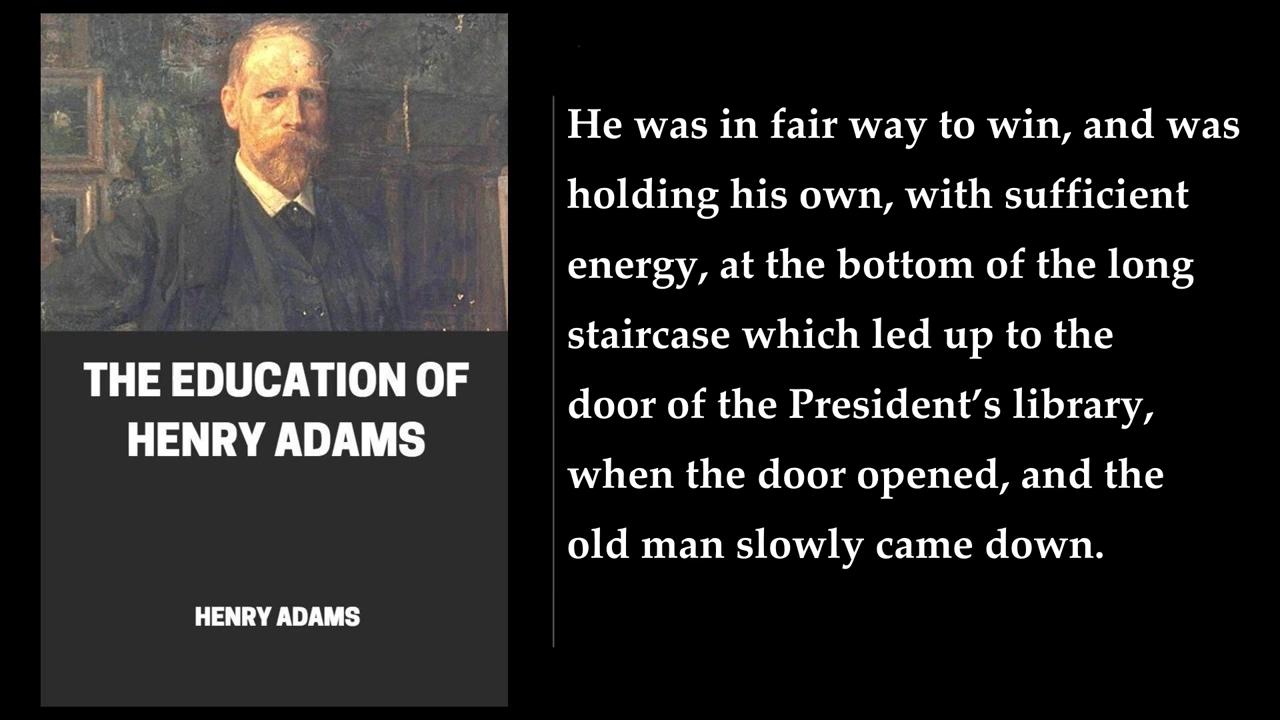 THE EDUCATION OF
HENRY ADAMS
HENRY ADAMS
He was in fair way to win, and was
holding his own, with sufficient
energy, at the bottom of the long
staircase which led up to the
door of the President’s library,
when the door opened, and the
old man slowly came down.